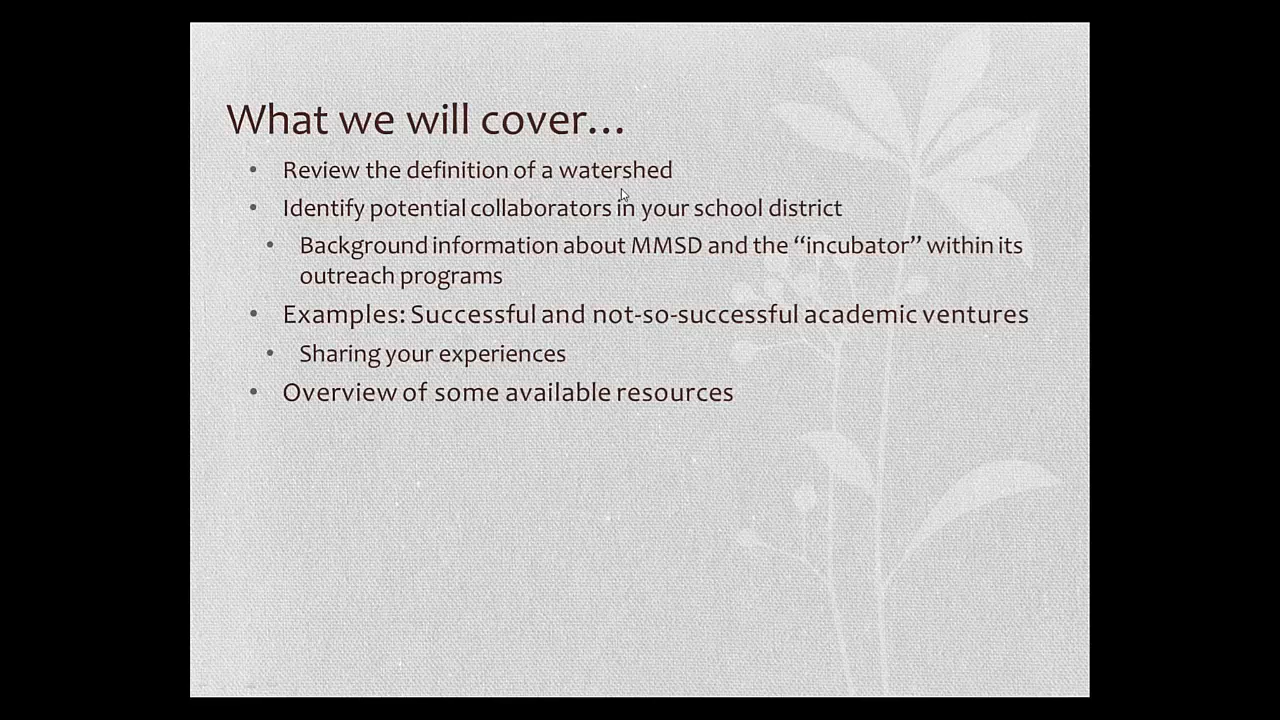 What we will cover…
• Review the definition of a watershed
• Identify potential collaborators in your school district
• Background information about MMSD and the “incubator” within its
outreach programs
• Examples: Successful and not-so-successful academic ventures
• Sharing your experiences
• Overview of some available resources